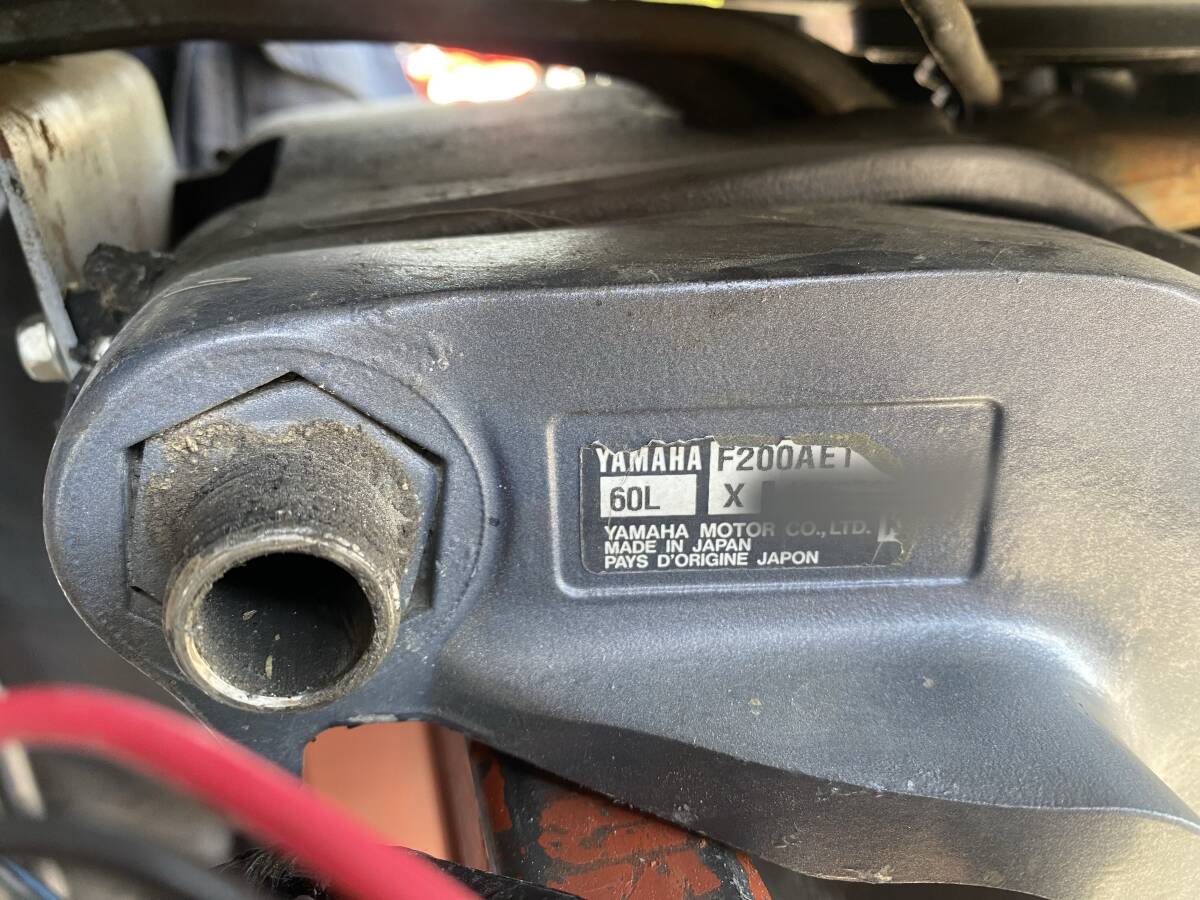 YAMAHA F200AET
60L X
YAMAHA MOTOR CO.,LTD.
MADE IN JAPAN
PAYS D'ORIGINE JAPON